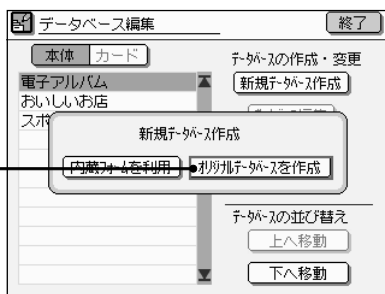 データベース編集
終了
本体 カード
データベースの作成・変更
電子アルバム
新規データベース作成
おいしいお店
スポ
新規データベース作成
内蔵フォームを利用
オリジナルデータベースを作成
データベースの並び替え
上へ移動
下へ移動